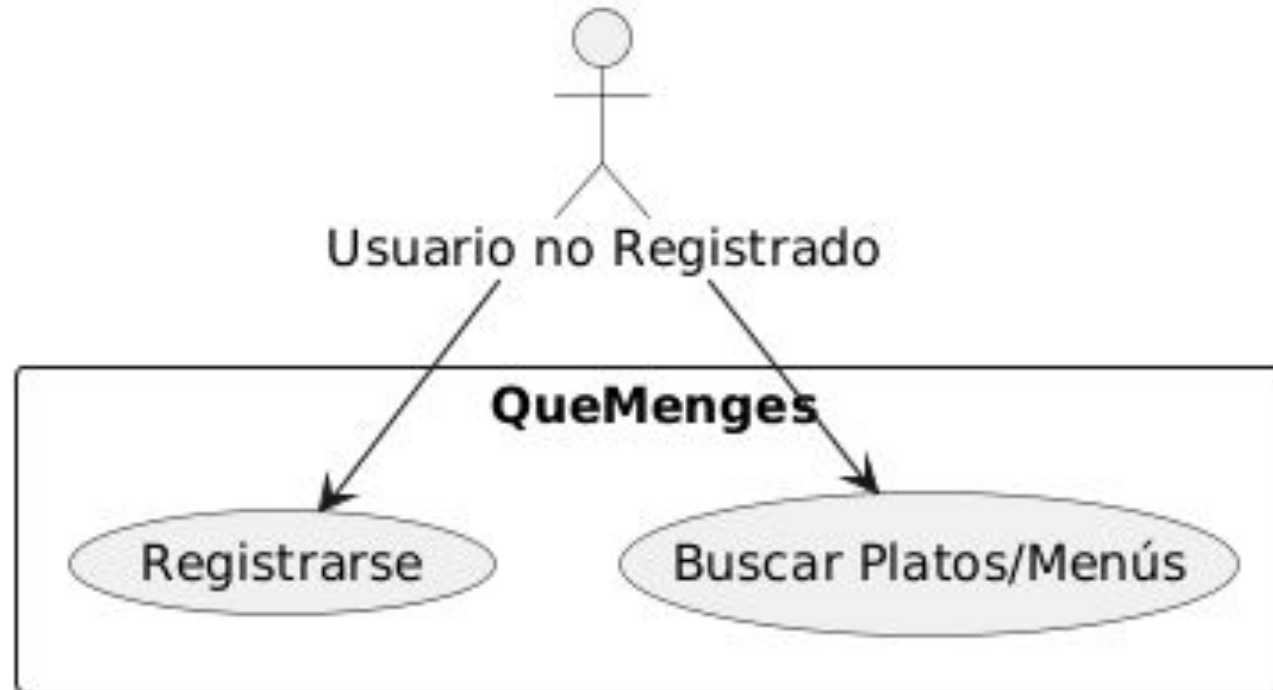 Usuario no Registrado
QueMenges
Registrarse
Buscar Platos/Menús